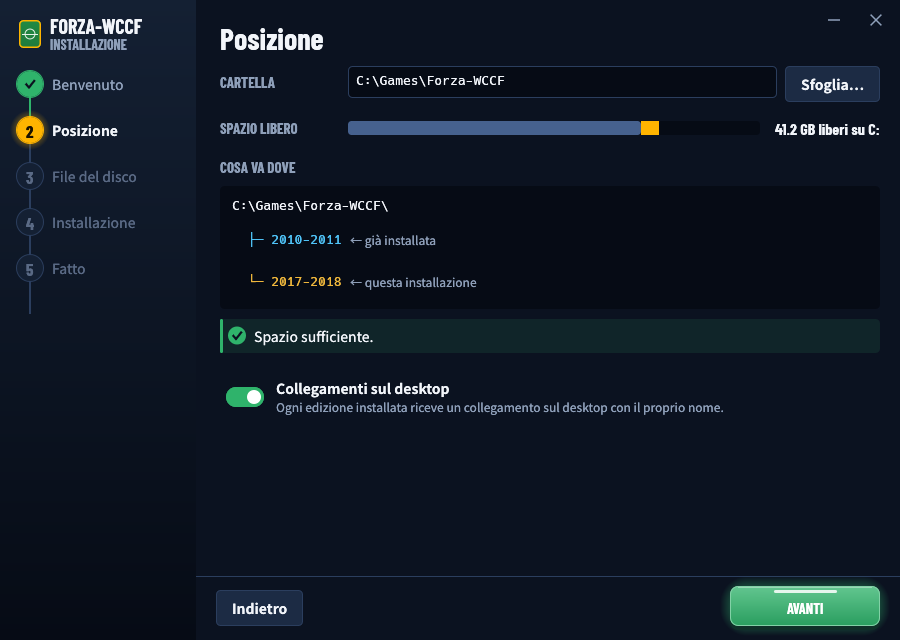 FORZA-WCCF
INSTALLAZIONE
Benvenuto
2 Posizione
3 File del disco
4 Installazione
5 Fatto
Posizione
CARTELLA C:\Games\Forza-WCCF Sfoglia...
SPAZIO LIBERO 41.2 GB liberi su C:
COSA VA DOVE
C:\Games\Forza-WCCF\
├─ 2010-2011 ← già installata
└─ 2017-2018 ← questa installazione
Spazio sufficiente.
Collegamenti sul desktop
Ogni edizione installata riceve un collegamento sul desktop con il proprio nome.
Indietro AVANTI